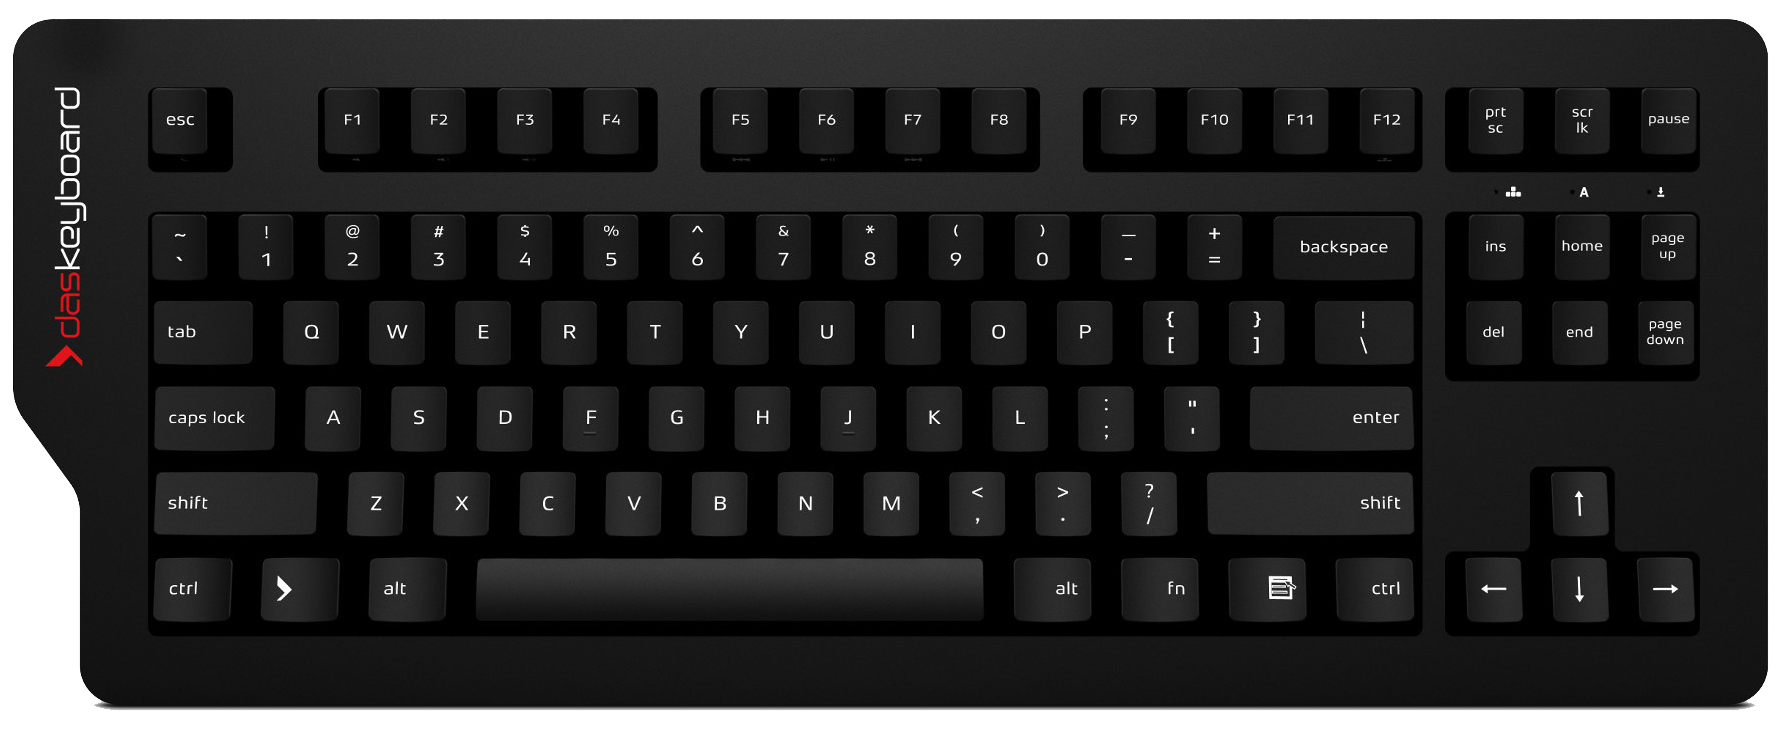 daskeyboard
esc F1 F2 F3 F4 F5 F6 F7 F8 F9 F10 F11 F12 prt sc scr lk pause
A
~ ` ! 1 @ 2 # 3 $ 4 % 5 ^ 6 & 7 * 8 ( 9 ) 0 — - + = backspace ins home page up
tab Q W E R T Y U I O P { [ } ] ¦ \ del end page down
caps lock A S D F G H J K L : ; " ' enter
shift Z X C V B N M < , > . ? / shift ↑
ctrl alt alt fn ctrl ← ↓ →